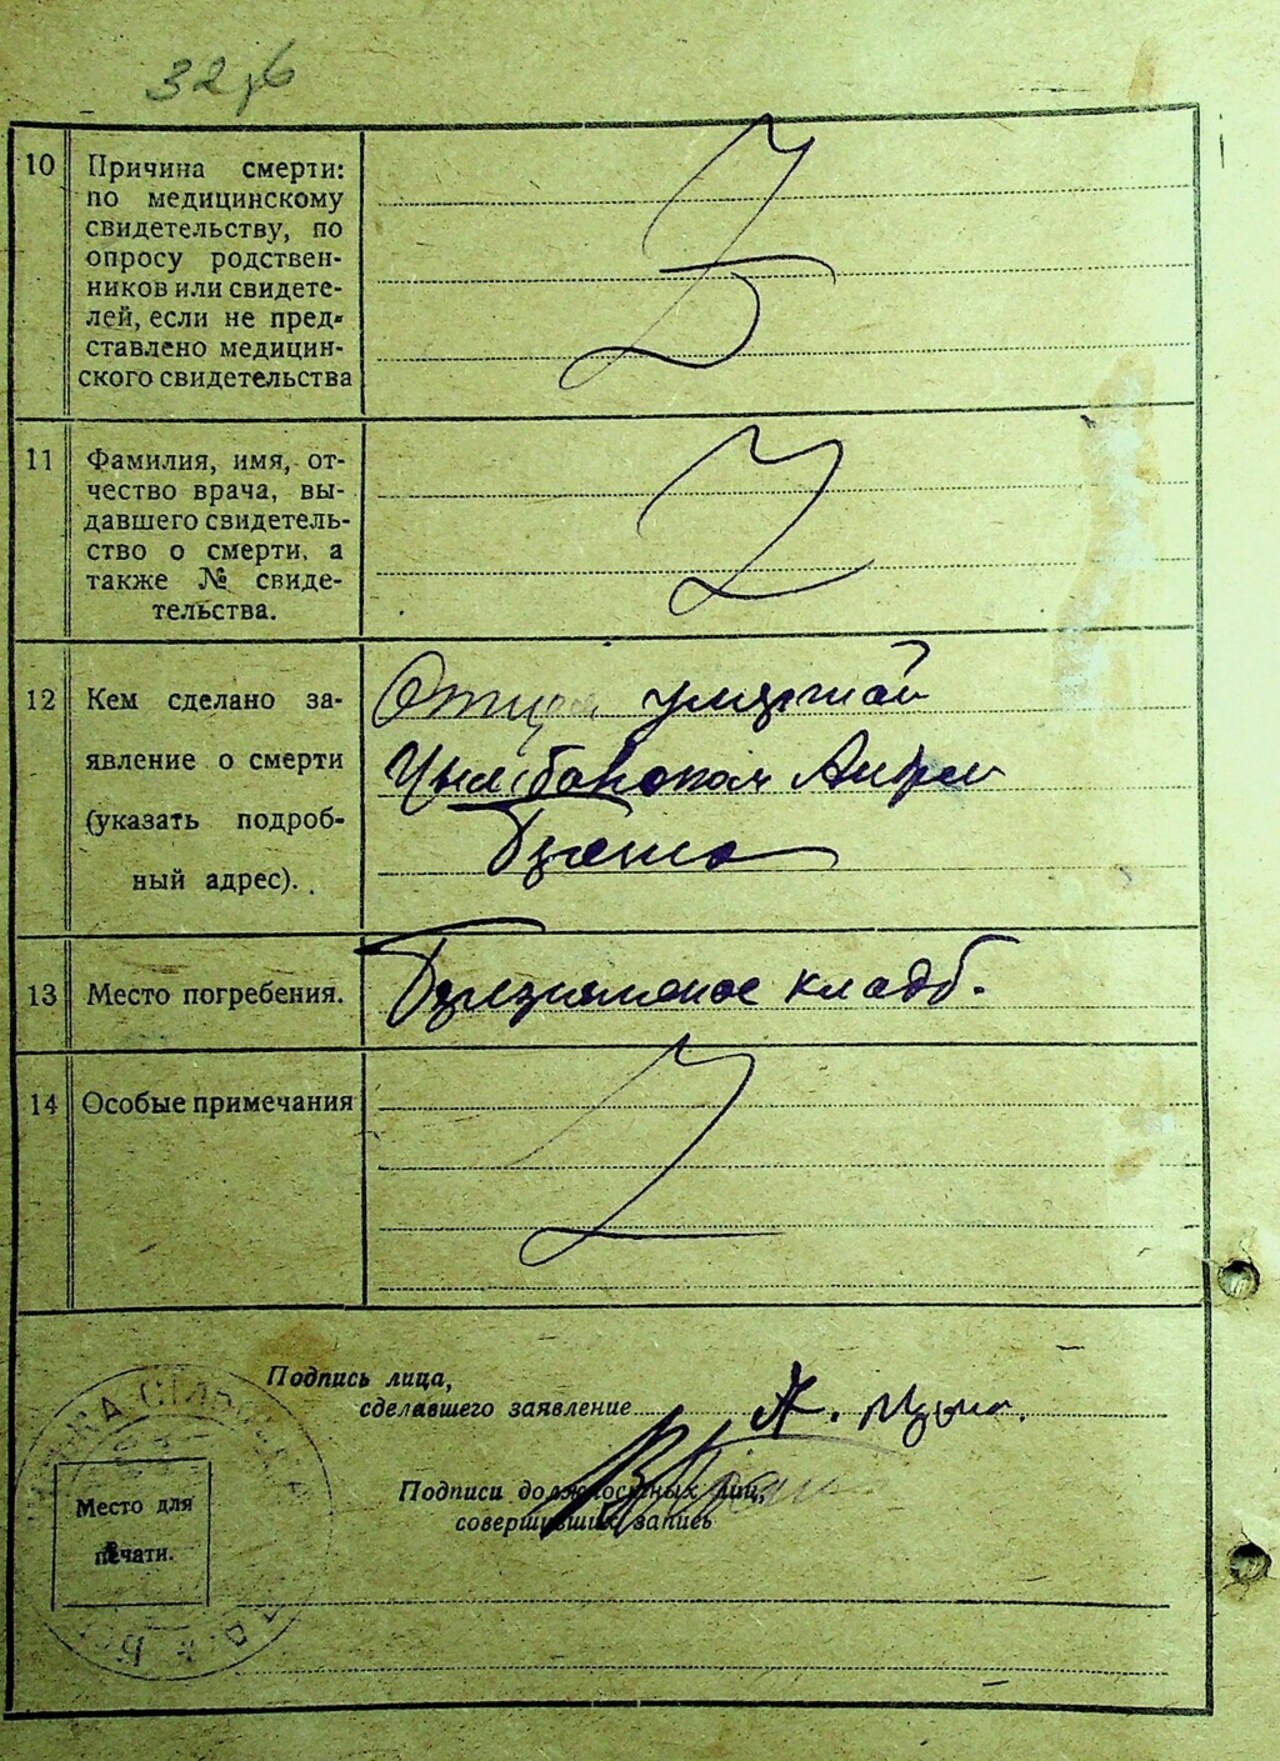 10
Причина смерти:
по медицинскому
свидетельству, по
опросу родствен-
ников или свидете-
лей, если не пред-
ставлено медицин-
ского свидетельства
11
Фамилия, имя, от-
чество врача, вы-
давшего свидетель-
ство о смерти, а
также № свиде-
тельства.
12
Кем сделано за-
явление о смерти
(указать подроб-
ный адрес).
умершей
13
Место погребения.
кладб.
14
Особые примечания
Подпись лица,
сделавшего заявление
Подписи должностных лиц,
совершивших запись
Место для
печати.